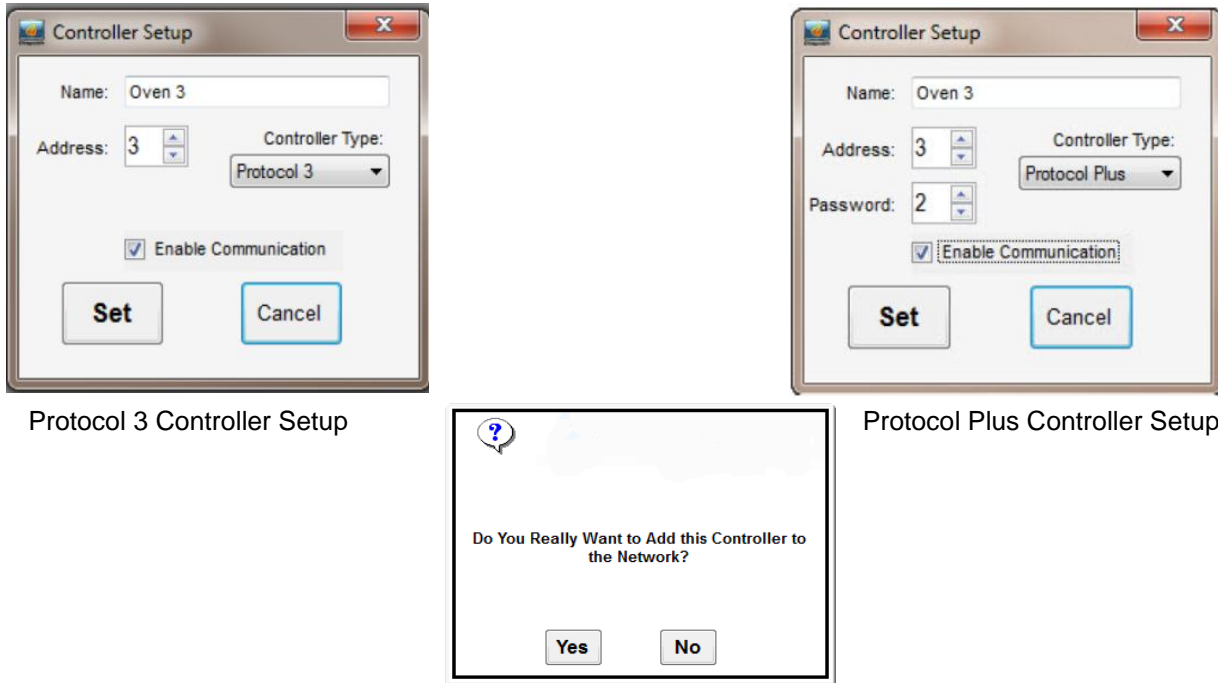 Controller Setup
Name: Oven 3
Address: 3
Controller Type:
Protocol 3
Enable Communication
Set Cancel
Protocol 3 Controller Setup
Controller Setup
Name: Oven 3
Address: 3
Controller Type:
Protocol Plus
Password: 2
Enable Communication
Set Cancel
Protocol Plus Controller Setup
?
Do You Really Want to Add this Controller to
the Network?
Yes No